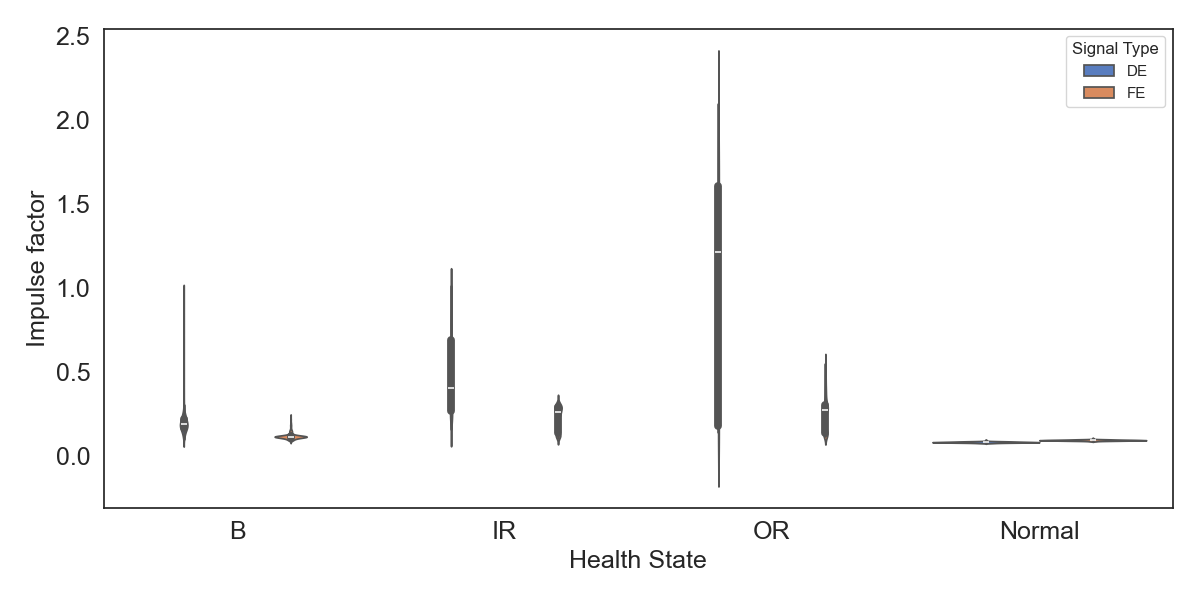 2.5
2.0
1.5
1.0
0.5
0.0
Impulse factor
Signal Type
DE
FE
B
IR
OR
Normal
Health State